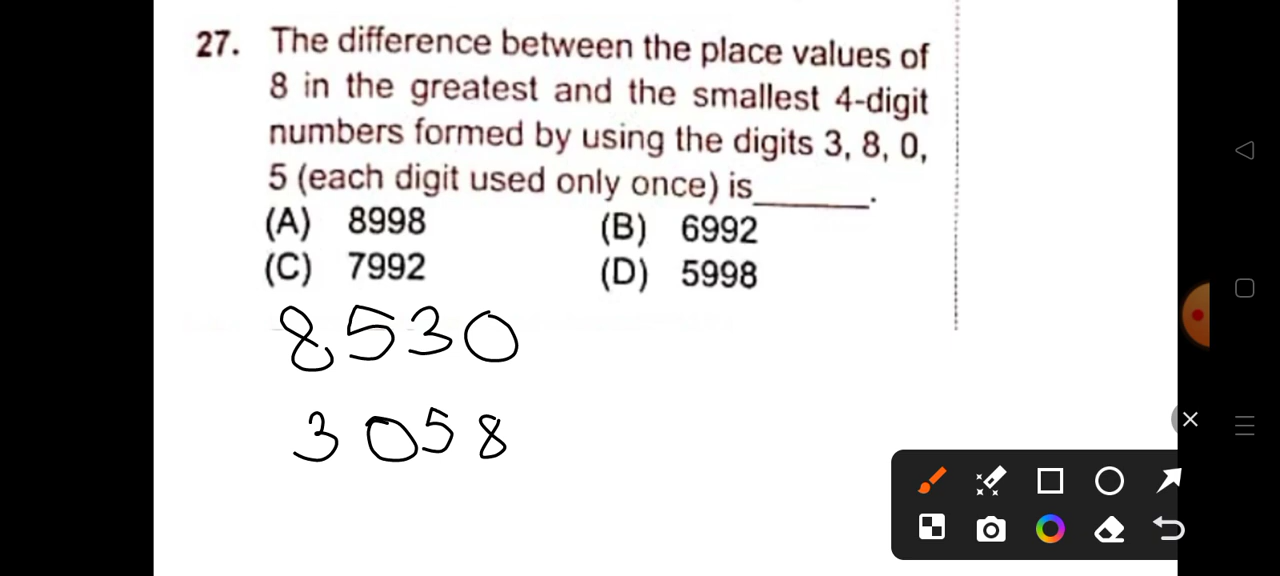 27. The difference between the place values of
8 in the greatest and the smallest 4-digit
numbers formed by using the digits 3, 8, 0,
5 (each digit used only once) is______.
(A) 8998 (B) 6992
(C) 7992 (D) 5998
8530
3058